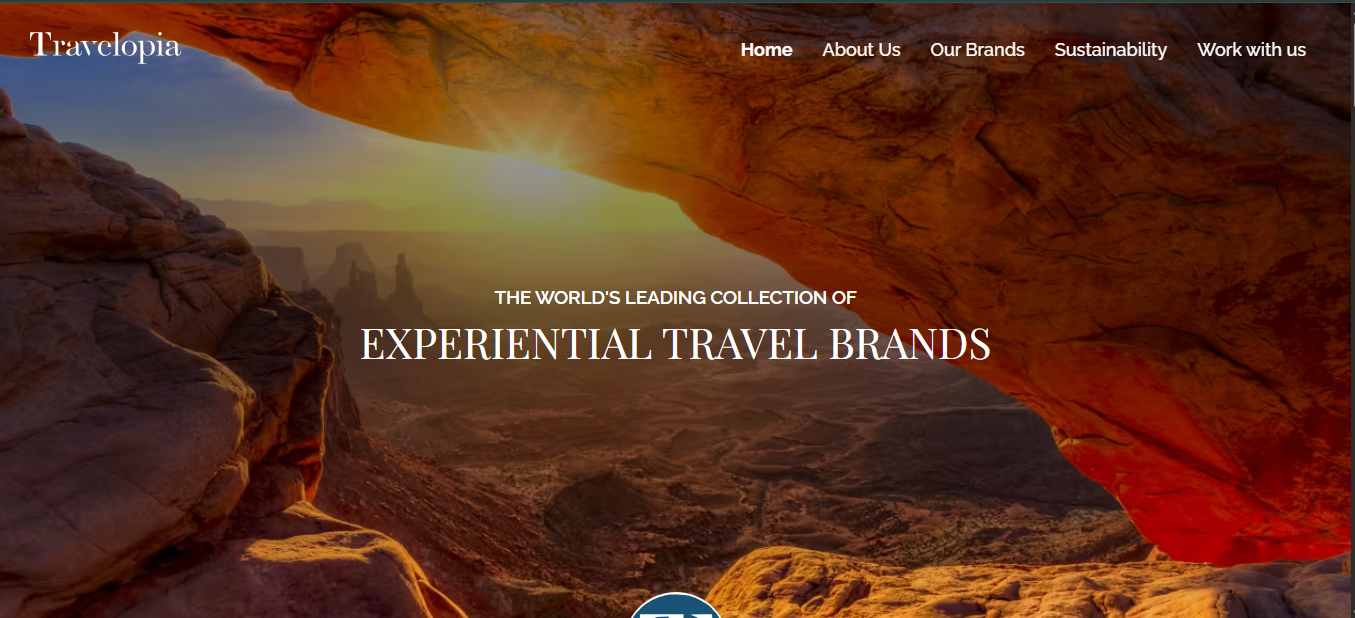 Travelopia
Home About Us Our Brands Sustainability Work with us
THE WORLD'S LEADING COLLECTION OF
EXPERIENTIAL TRAVEL BRANDS